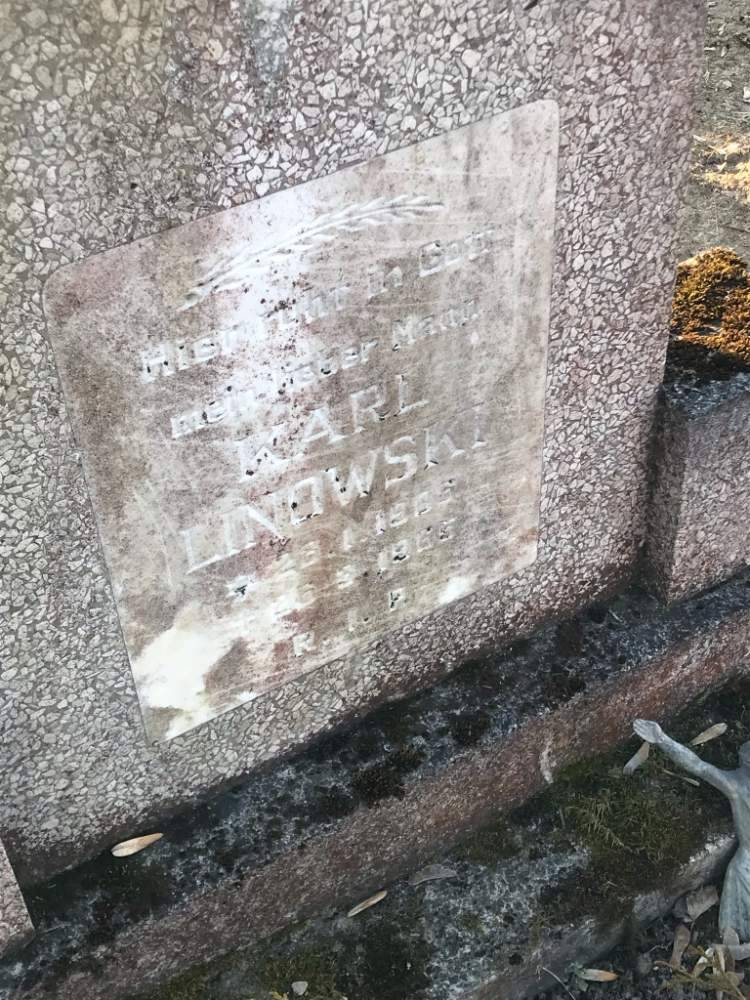 Hier ruht in Gott
mein lieber Mann
KARL
LINOWSKI
R. I. P.